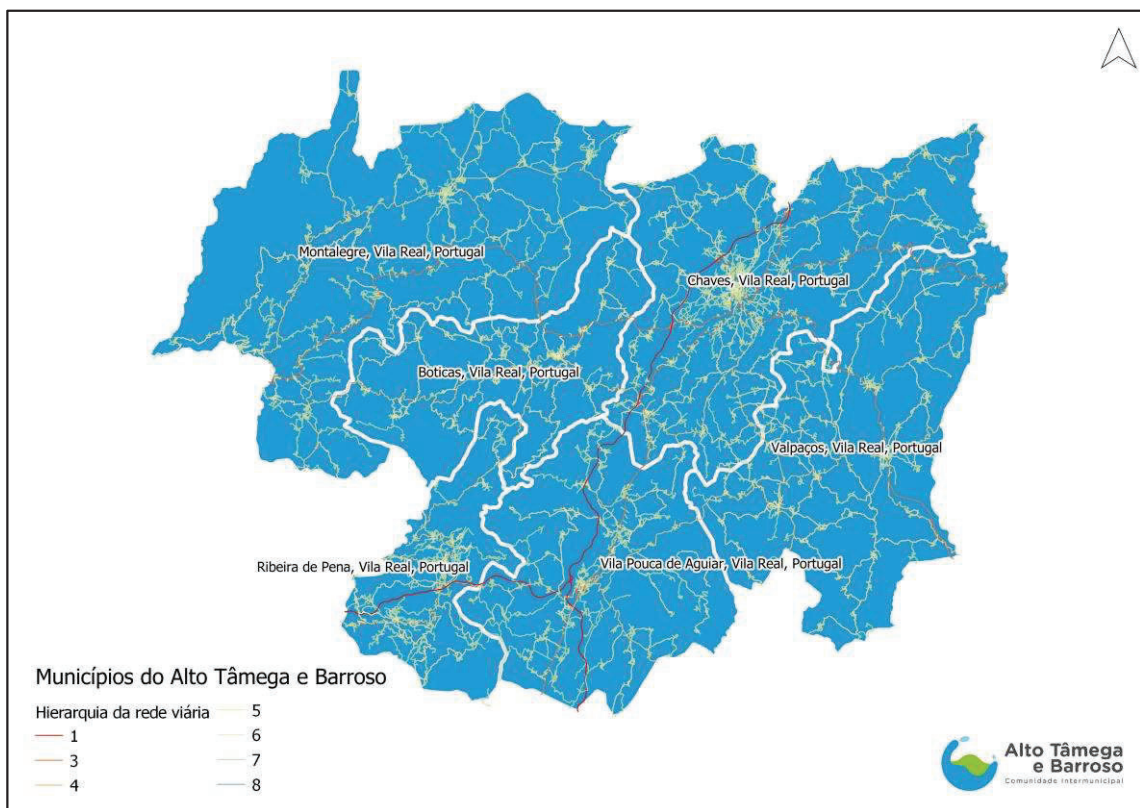 Montalegre, Vila Real, Portugal
Chaves, Vila Real, Portugal
Boticas, Vila Real, Portugal
Valpaços, Vila Real, Portugal
Ribeira de Pena, Vila Real, Portugal
Vila Pouca de Aguiar, Vila Real, Portugal
Municípios do Alto Tâmega e Barroso
Hierarquia da rede viária
1
3
4
5
6
7
8
Alto Tâmega
e Barroso
Comunidade Intermunicipal